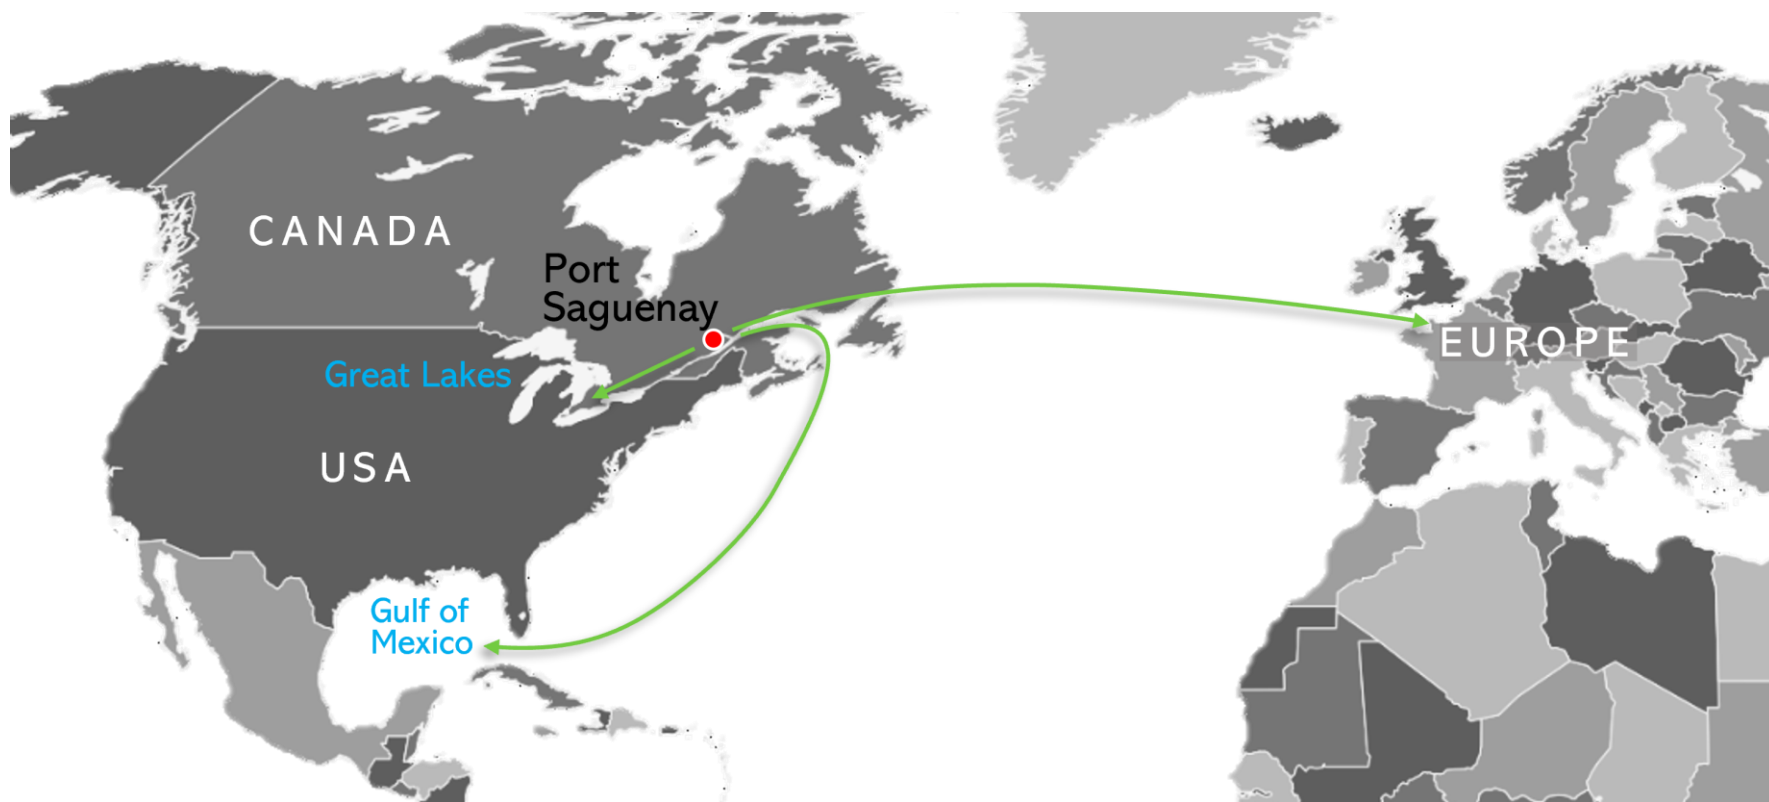 CANADA
Port
Saguenay
Great Lakes
EUROPE
USA
Gulf of
Mexico